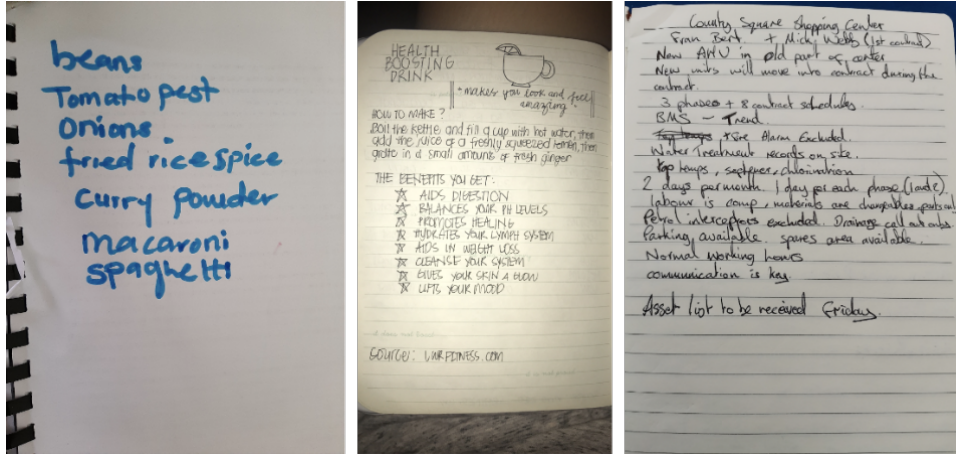 beans
Tomato pest
Onions
fried rice spice
curry powder
macaroni
spaghetti
HEALTH
BOOSTING
DRINK
- makes you look and feel
amazing!
HOW TO MAKE?
Boil the kettle and fill a cup with hot water, then
add the juice of a freshly squeezed lemon, then
grate in a small amount of fresh ginger
THE BENEFITS YOU GET:
AIDS DIGESTION
BALANCES YOUR PH LEVELS
PROMOTES HEALING
HYDRATES YOUR LYMPH SYSTEM
AIDS IN WEIGHT LOSS
CLEANSE YOUR SYSTEM
GIVES YOUR SKIN A GLOW
LIFTS YOUR MOOD
Source:
County Square Shopping Center
Fran Bert. + Micky Webb (1st contact)
New AHU in old part of center
New units will move into contract during the
contract.
3 phases + 8 contract schedules.
BMS ~ Trend.
Fire Alarm Excluded.
Water Treatment records on site.
temps, chlorination
2 days per month. 1 day per each phase
labour is comp, materials are chargeable, parts only
Petrol interceptors excluded. Drainage call out
Parking available. spares area available.
Normal working hours
communication is key.
Asset list to be received Friday.